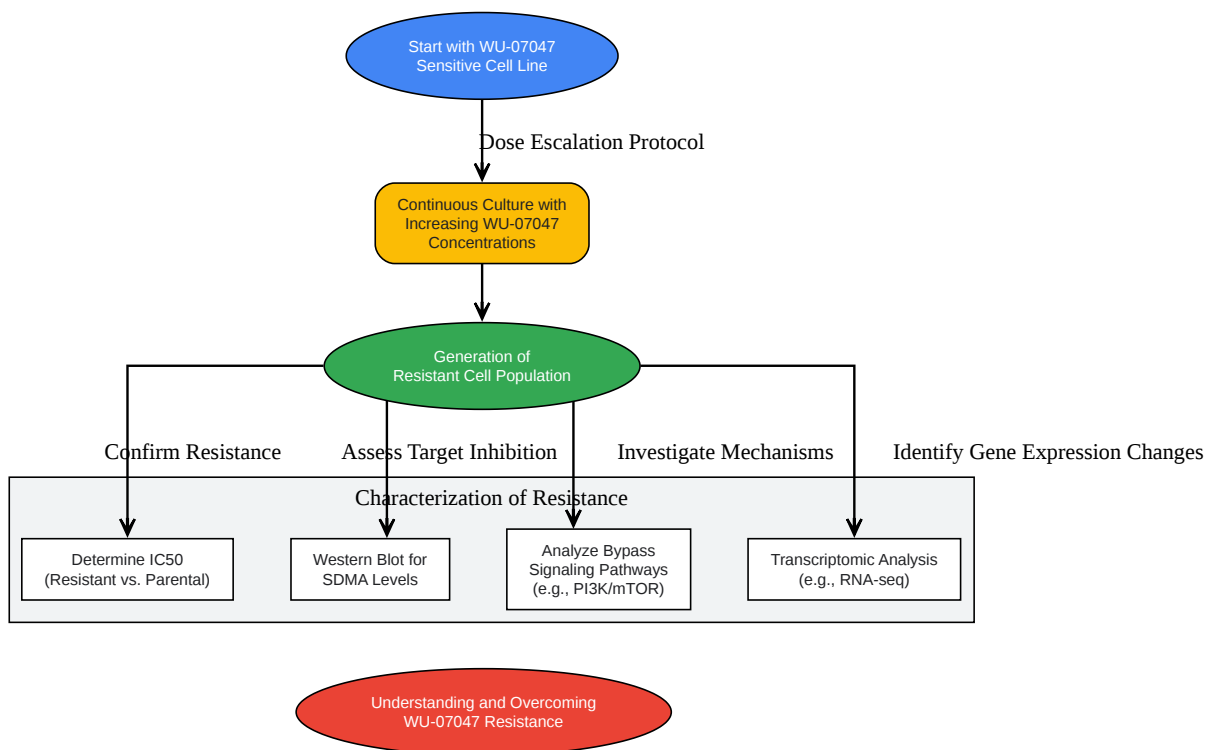 Start with WU-07047
Sensitive Cell Line
Dose Escalation Protocol
Continuous Culture with
Increasing WU-07047
Concentrations
Generation of
Resistant Cell Population
Confirm Resistance
Assess Target Inhibition
Investigate Mechanisms
Identify Gene Expression Changes
Characterization of Resistance
Determine IC50
(Resistant vs. Parental)
Western Blot for
SDMA Levels
Analyze Bypass
Signaling Pathways
(e.g., PI3K/mTOR)
Transcriptomic Analysis
(e.g., RNA-seq)
Understanding and Overcoming
WU-07047 Resistance